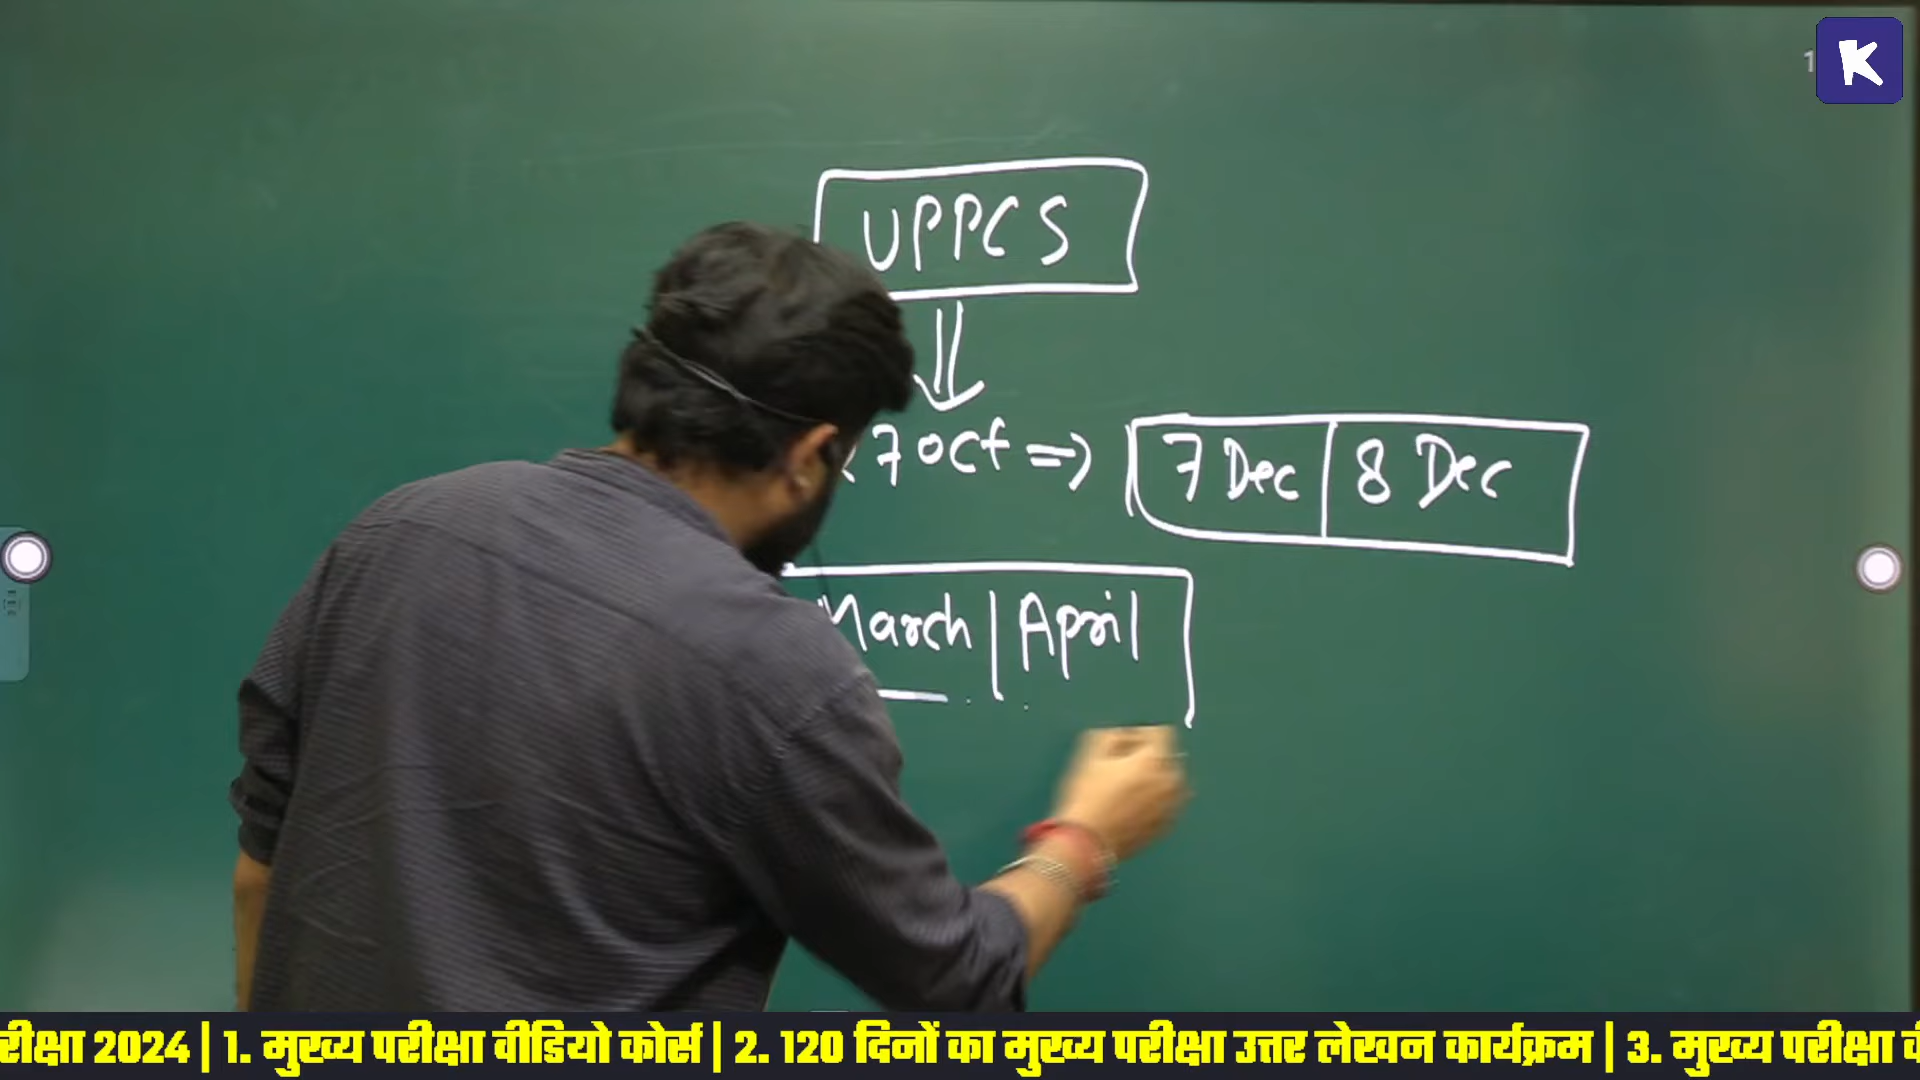 UPPCS
7 Oct ⇒ 7 Dec | 8 Dec
March | April
2024 | 1. मुख्य परीक्षा वीडियो कोर्स | 2. 120 दिनों का मुख्य परीक्षा उत्तर लेखन कार्यक्रम | 3. मुख्य परीक्षा